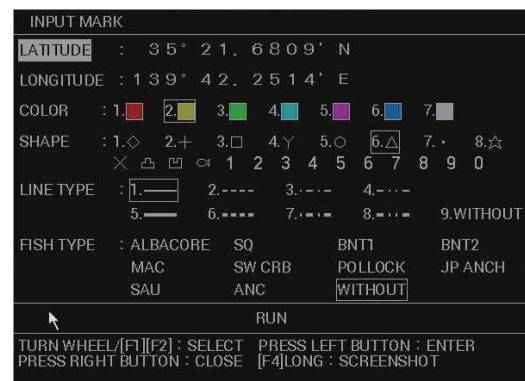 INPUT MARK
LATITUDE : 35° 21. 6809' N
LONGITUDE : 139° 42. 2514' E
COLOR : 1. 2. 3. 4. 5. 6. 7.
SHAPE : 1.◇ 2.+ 3.□ 4.Y 5.○ 6.△ 7.・ 8.☆
1 2 3 4 5 6 7 8 9 0
LINE TYPE : 1. 2. 3. 4.
5. 6. 7. 8. 9.WITHOUT
FISH TYPE : ALBACORE SQ BNT1 BNT2
MAC SW CRB POLLOCK JP ANCH
SAU ANC WITHOUT
RUN
TURN WHEEL/[F1][F2] : SELECT PRESS LEFT BUTTON : ENTER
PRESS RIGHT BUTTON : CLOSE [F4]LONG : SCREENSHOT